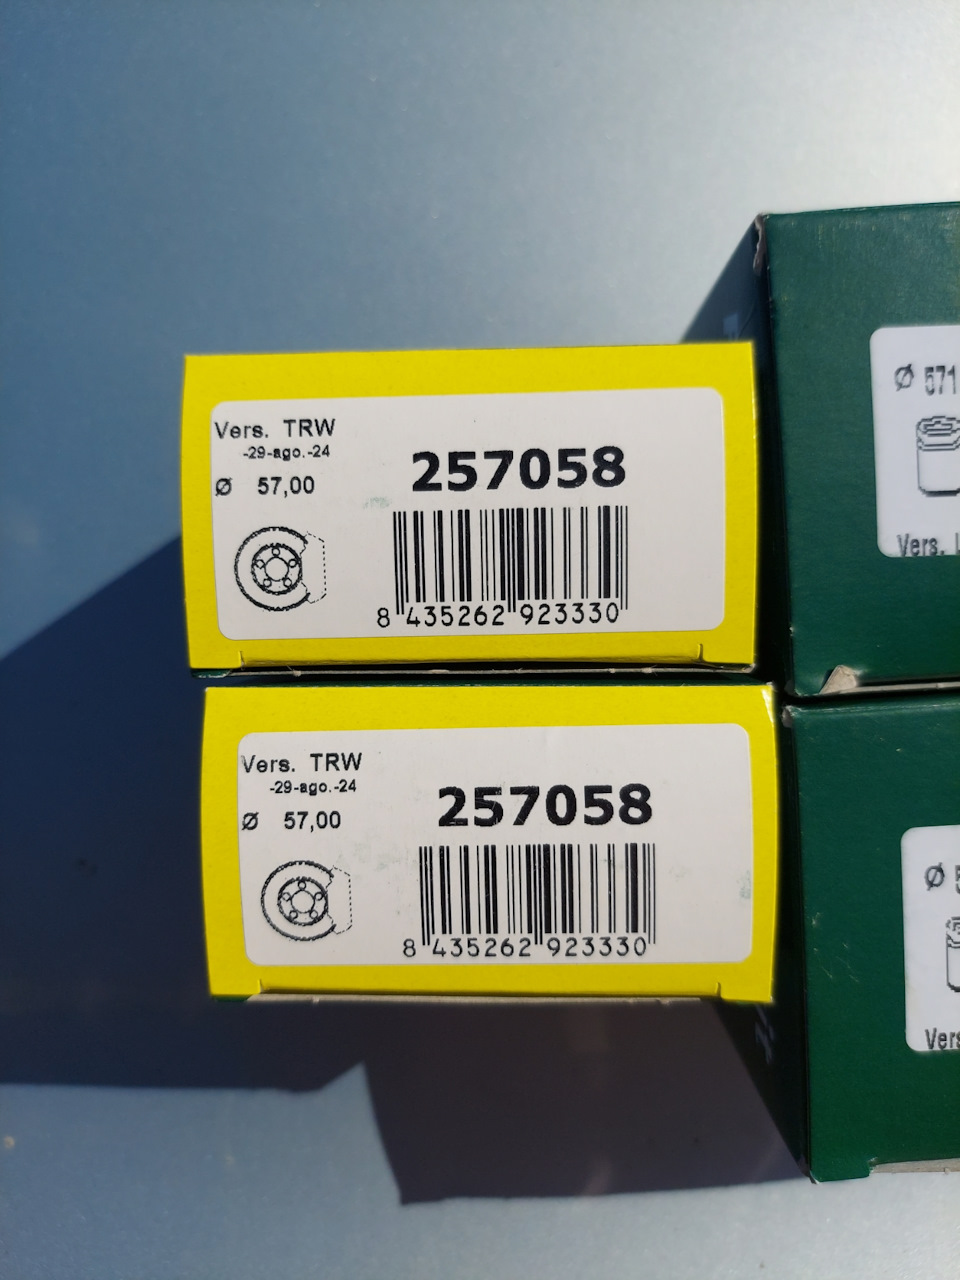 Vers. TRW
-29-ago.-24
Ø 57,00
257058
8 435262 923330
Vers. TRW
-29-ago.-24
Ø 57,00
257058
8 435262 923330
Ø 571
Vers.
Ø
Vers